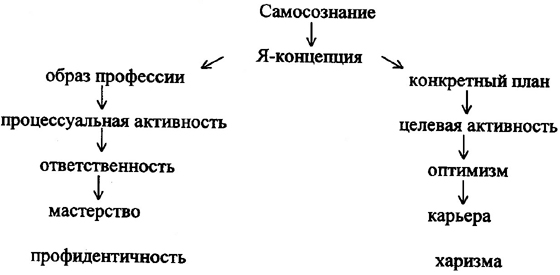 Самосознание
Я-концепция
образ профессии
конкретный план
процессуальная активность
целевая активность
ответственность
оптимизм
мастерство
карьера
профидентичность
харизма